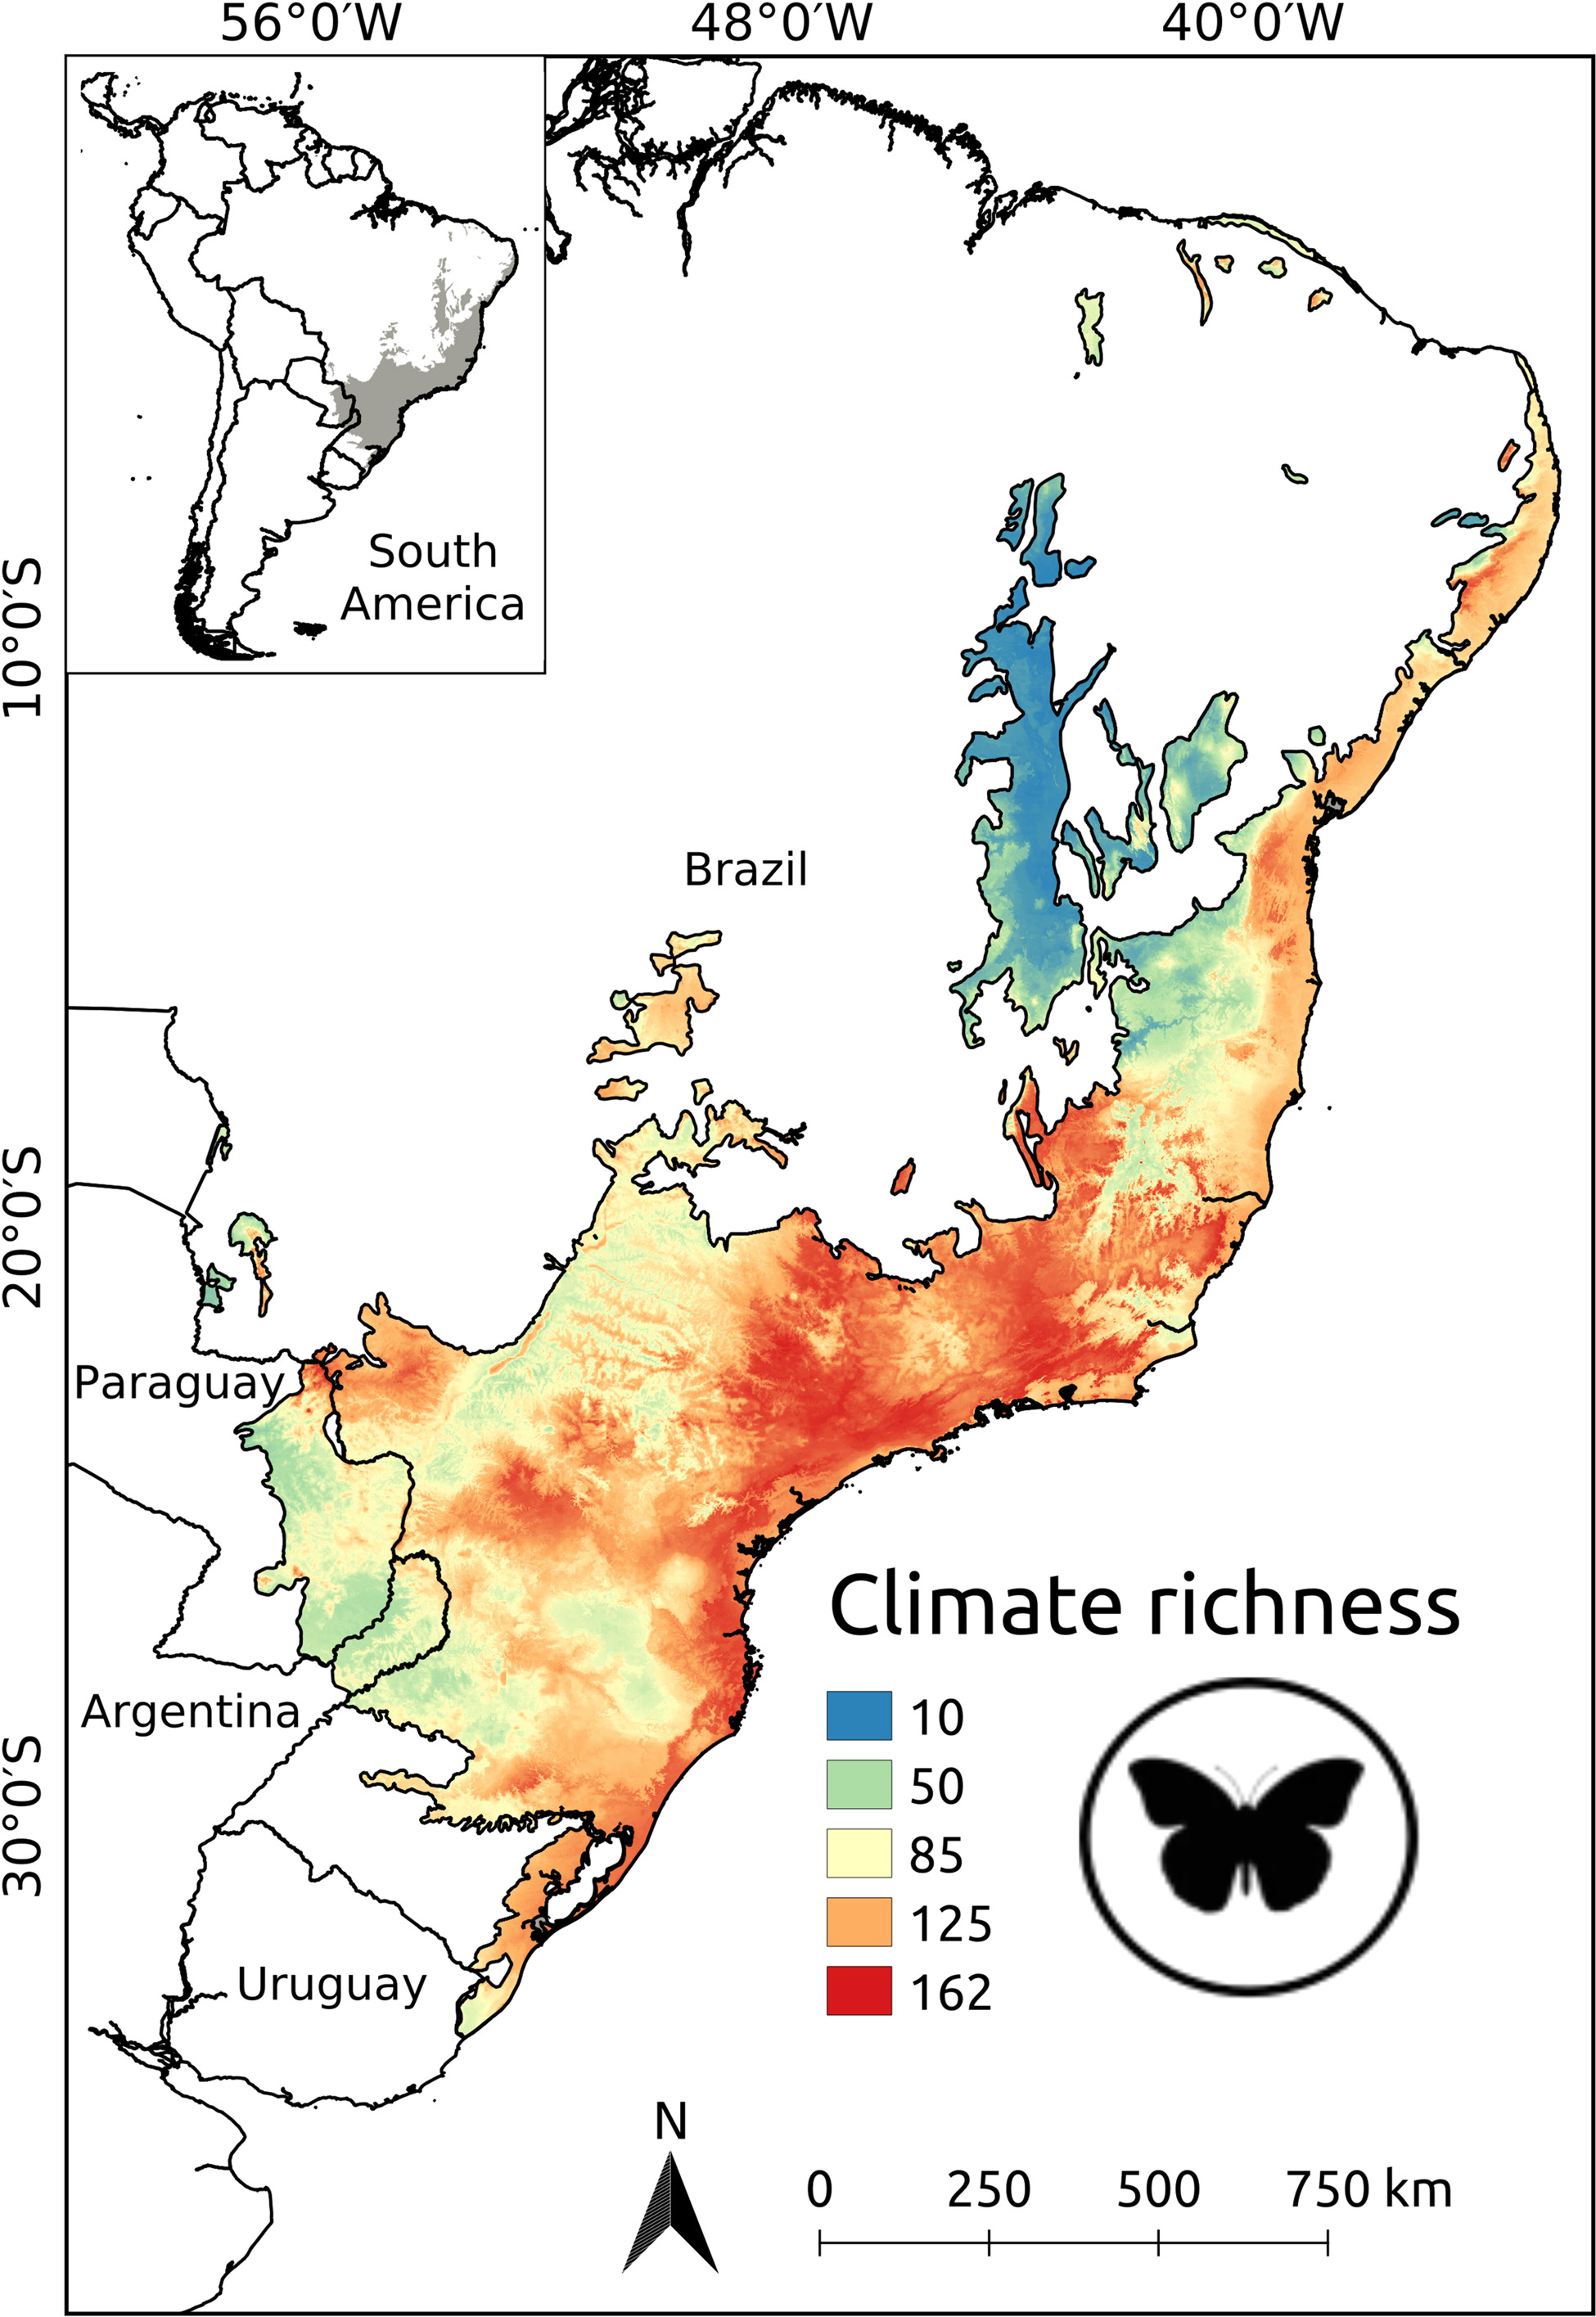 56°0′W 48°0′W 40°0′W
South
America
10°0′S
Brazil
20°0′S
Paraguay
Climate richness
10
Argentina
50
30°0′S
85
125
Uruguay
162
N
0 250 500 750 km